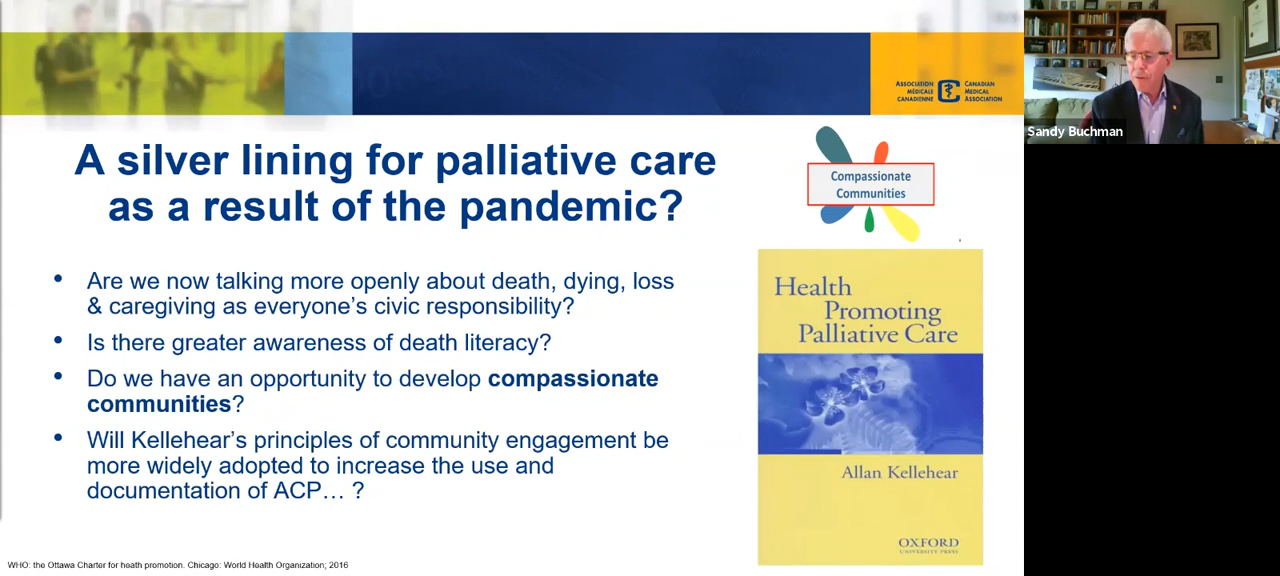 ASSOCIATION
MÉDICALE
CANADIENNE
CANADIAN
MEDICAL
ASSOCIATION
Sandy Buchman
A silver lining for palliative care
as a result of the pandemic?
Compassionate
Communities
• Are we now talking more openly about death, dying, loss
& caregiving as everyone's civic responsibility?
• Is there greater awareness of death literacy?
• Do we have an opportunity to develop compassionate
communities?
• Will Kellehear's principles of community engagement be
more widely adopted to increase the use and
documentation of ACP… ?
Health
Promoting
Palliative Care
Allan Kellehear
OXFORD
UNIVERSITY PRESS
WHO: the Ottawa Charter for heath promotion. Chicago: World Health Organization; 2016